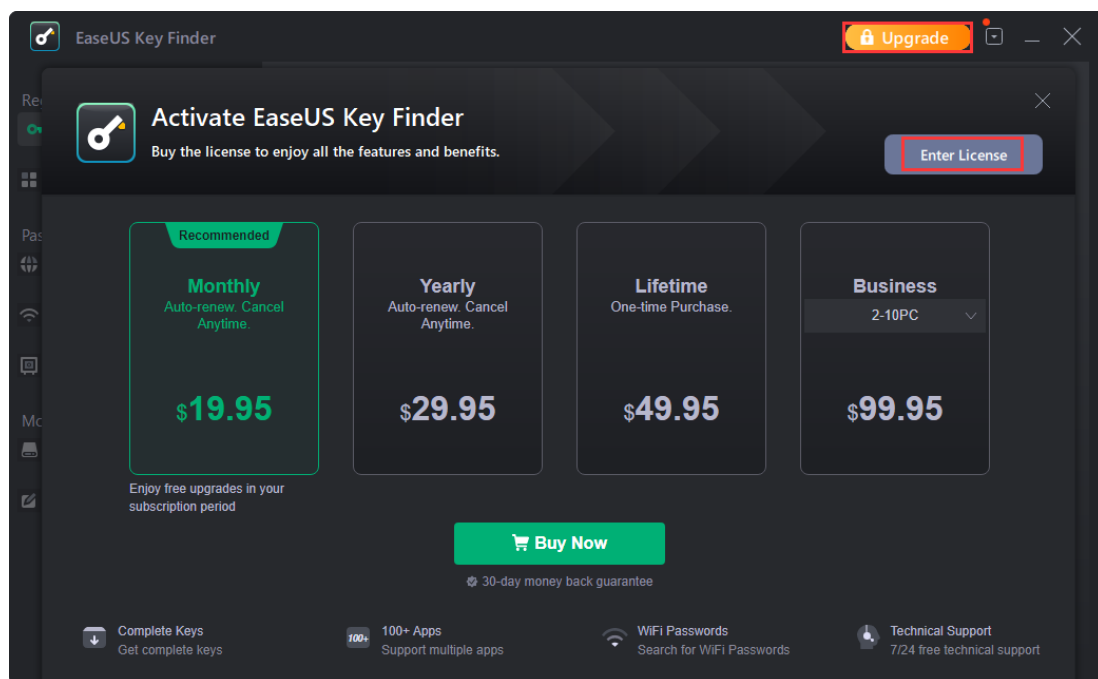 EaseUS Key Finder
Upgrade
Activate EaseUS Key Finder
Buy the license to enjoy all the features and benefits.
Enter License
Recommended
Monthly
Auto-renew. Cancel
Anytime.
$19.95
Enjoy free upgrades in your
subscription period
Yearly
Auto-renew. Cancel
Anytime.
$29.95
Lifetime
One-time Purchase.
$49.95
Business
2-10PC
$99.95
Buy Now
30-day money back guarantee
Complete Keys
Get complete keys
100+
100+ Apps
Support multiple apps
WiFi Passwords
Search for WiFi Passwords
Technical Support
7/24 free technical support